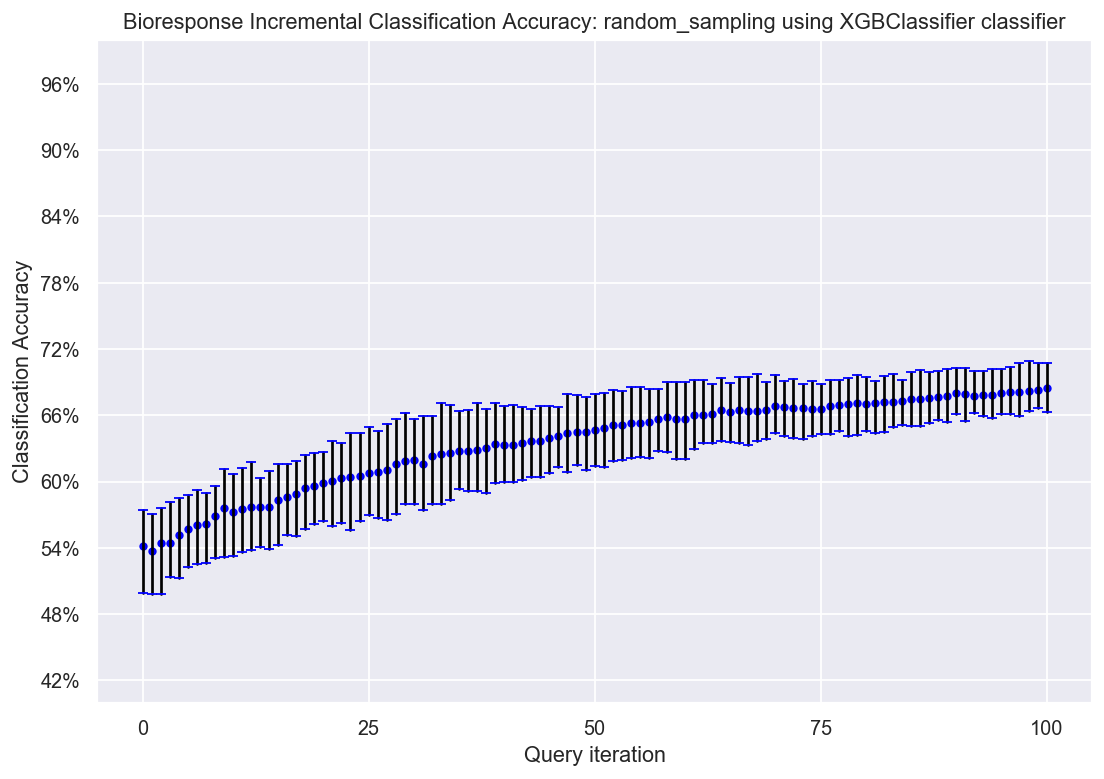 Bioresponse Incremental Classification Accuracy: random_sampling using XGBClassifier classifier
96%
90%
84%
78%
72%
66%
60%
54%
48%
42%
Classification Accuracy
0 25 50 75 100
Query iteration